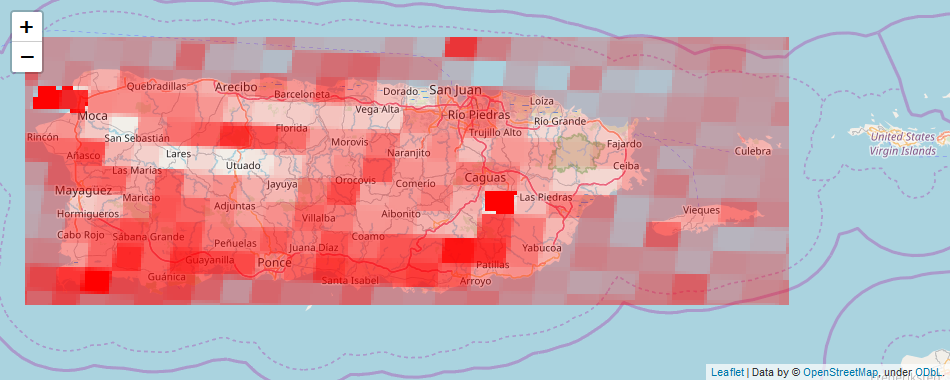 +
−
Quebradillas
Arecibo
Barceloneta
Dorado
San Juan
Loíza
Moca
Vega Alta
Río Piedras
Río Grande
Rincón
San Sebastián
Florida
Morovis
Trujillo Alto
Fajardo
United States
Virgin Islands
Añasco
Lares
Utuado
Naranjito
Culebra
Las Marías
Ceiba
Mayagüez
Maricao
Jayuya
Orocovis
Comerío
Caguas
Las Piedras
Hormigueros
Adjuntas
Villalba
Aibonito
Vieques
Cabo Rojo
Sabana Grande
Peñuelas
Juana Díaz
Coamo
Yabucoa
Guayanilla
Ponce
Patillas
Guánica
Santa Isabel
Arroyo
Leaflet | Data by © OpenStreetMap, under ODbL.